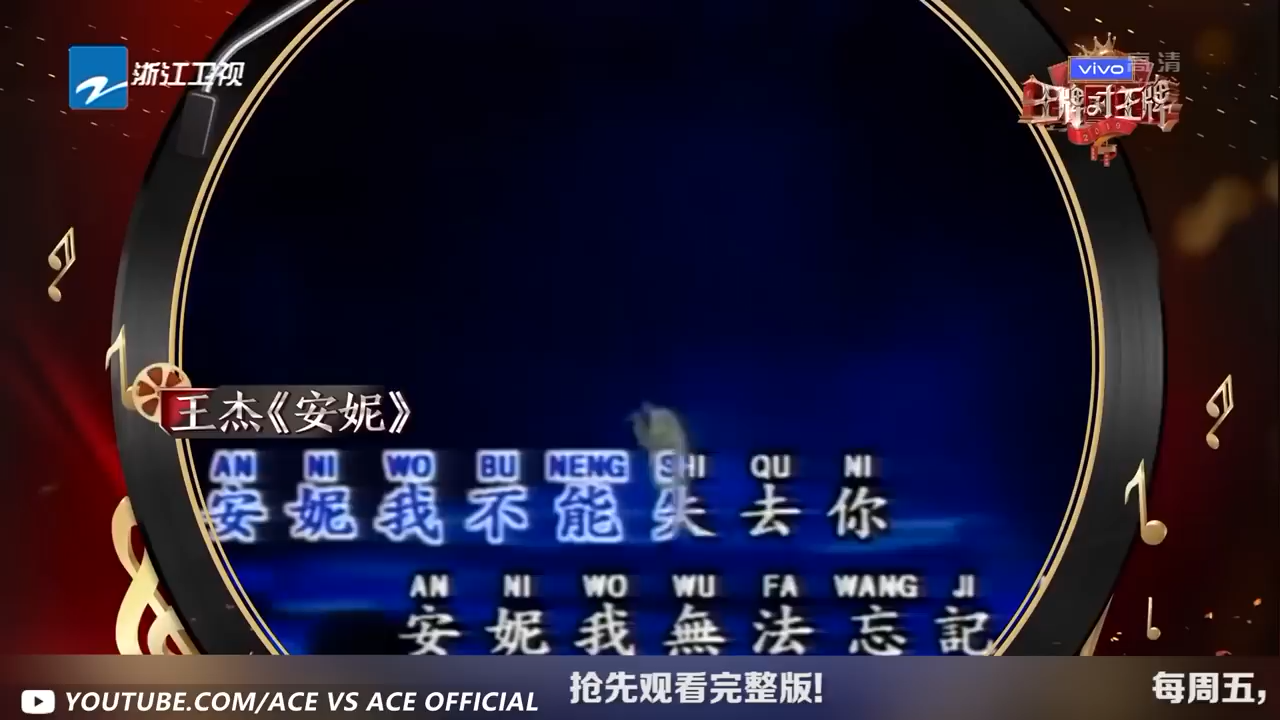 浙江卫视
vivo 高清
王牌对王牌
2019
王杰《安妮》
AN NI WO BU NENG SHI QU NI
安妮我不能失去你
AN NI WO WU FA WANG JI
安妮我無法忘記
YOUTUBE.COM/ACE VS ACE OFFICIAL
抢先观看完整版!
每周五,